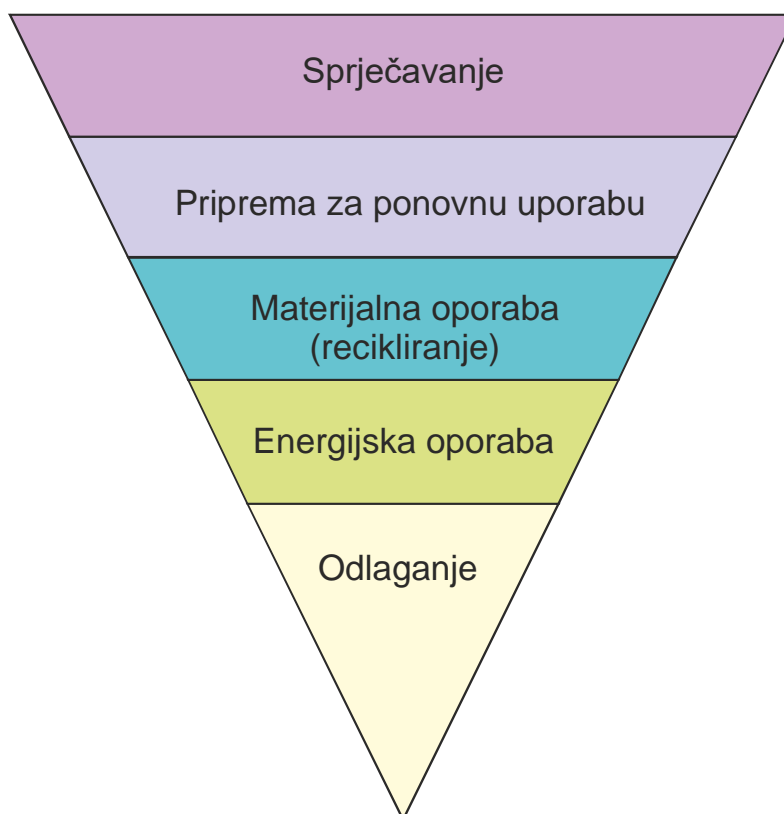 Sprječavanje
Priprema za ponovnu uporabu
Materijalna oporaba
(recikliranje)
Energijska oporaba
Odlaganje